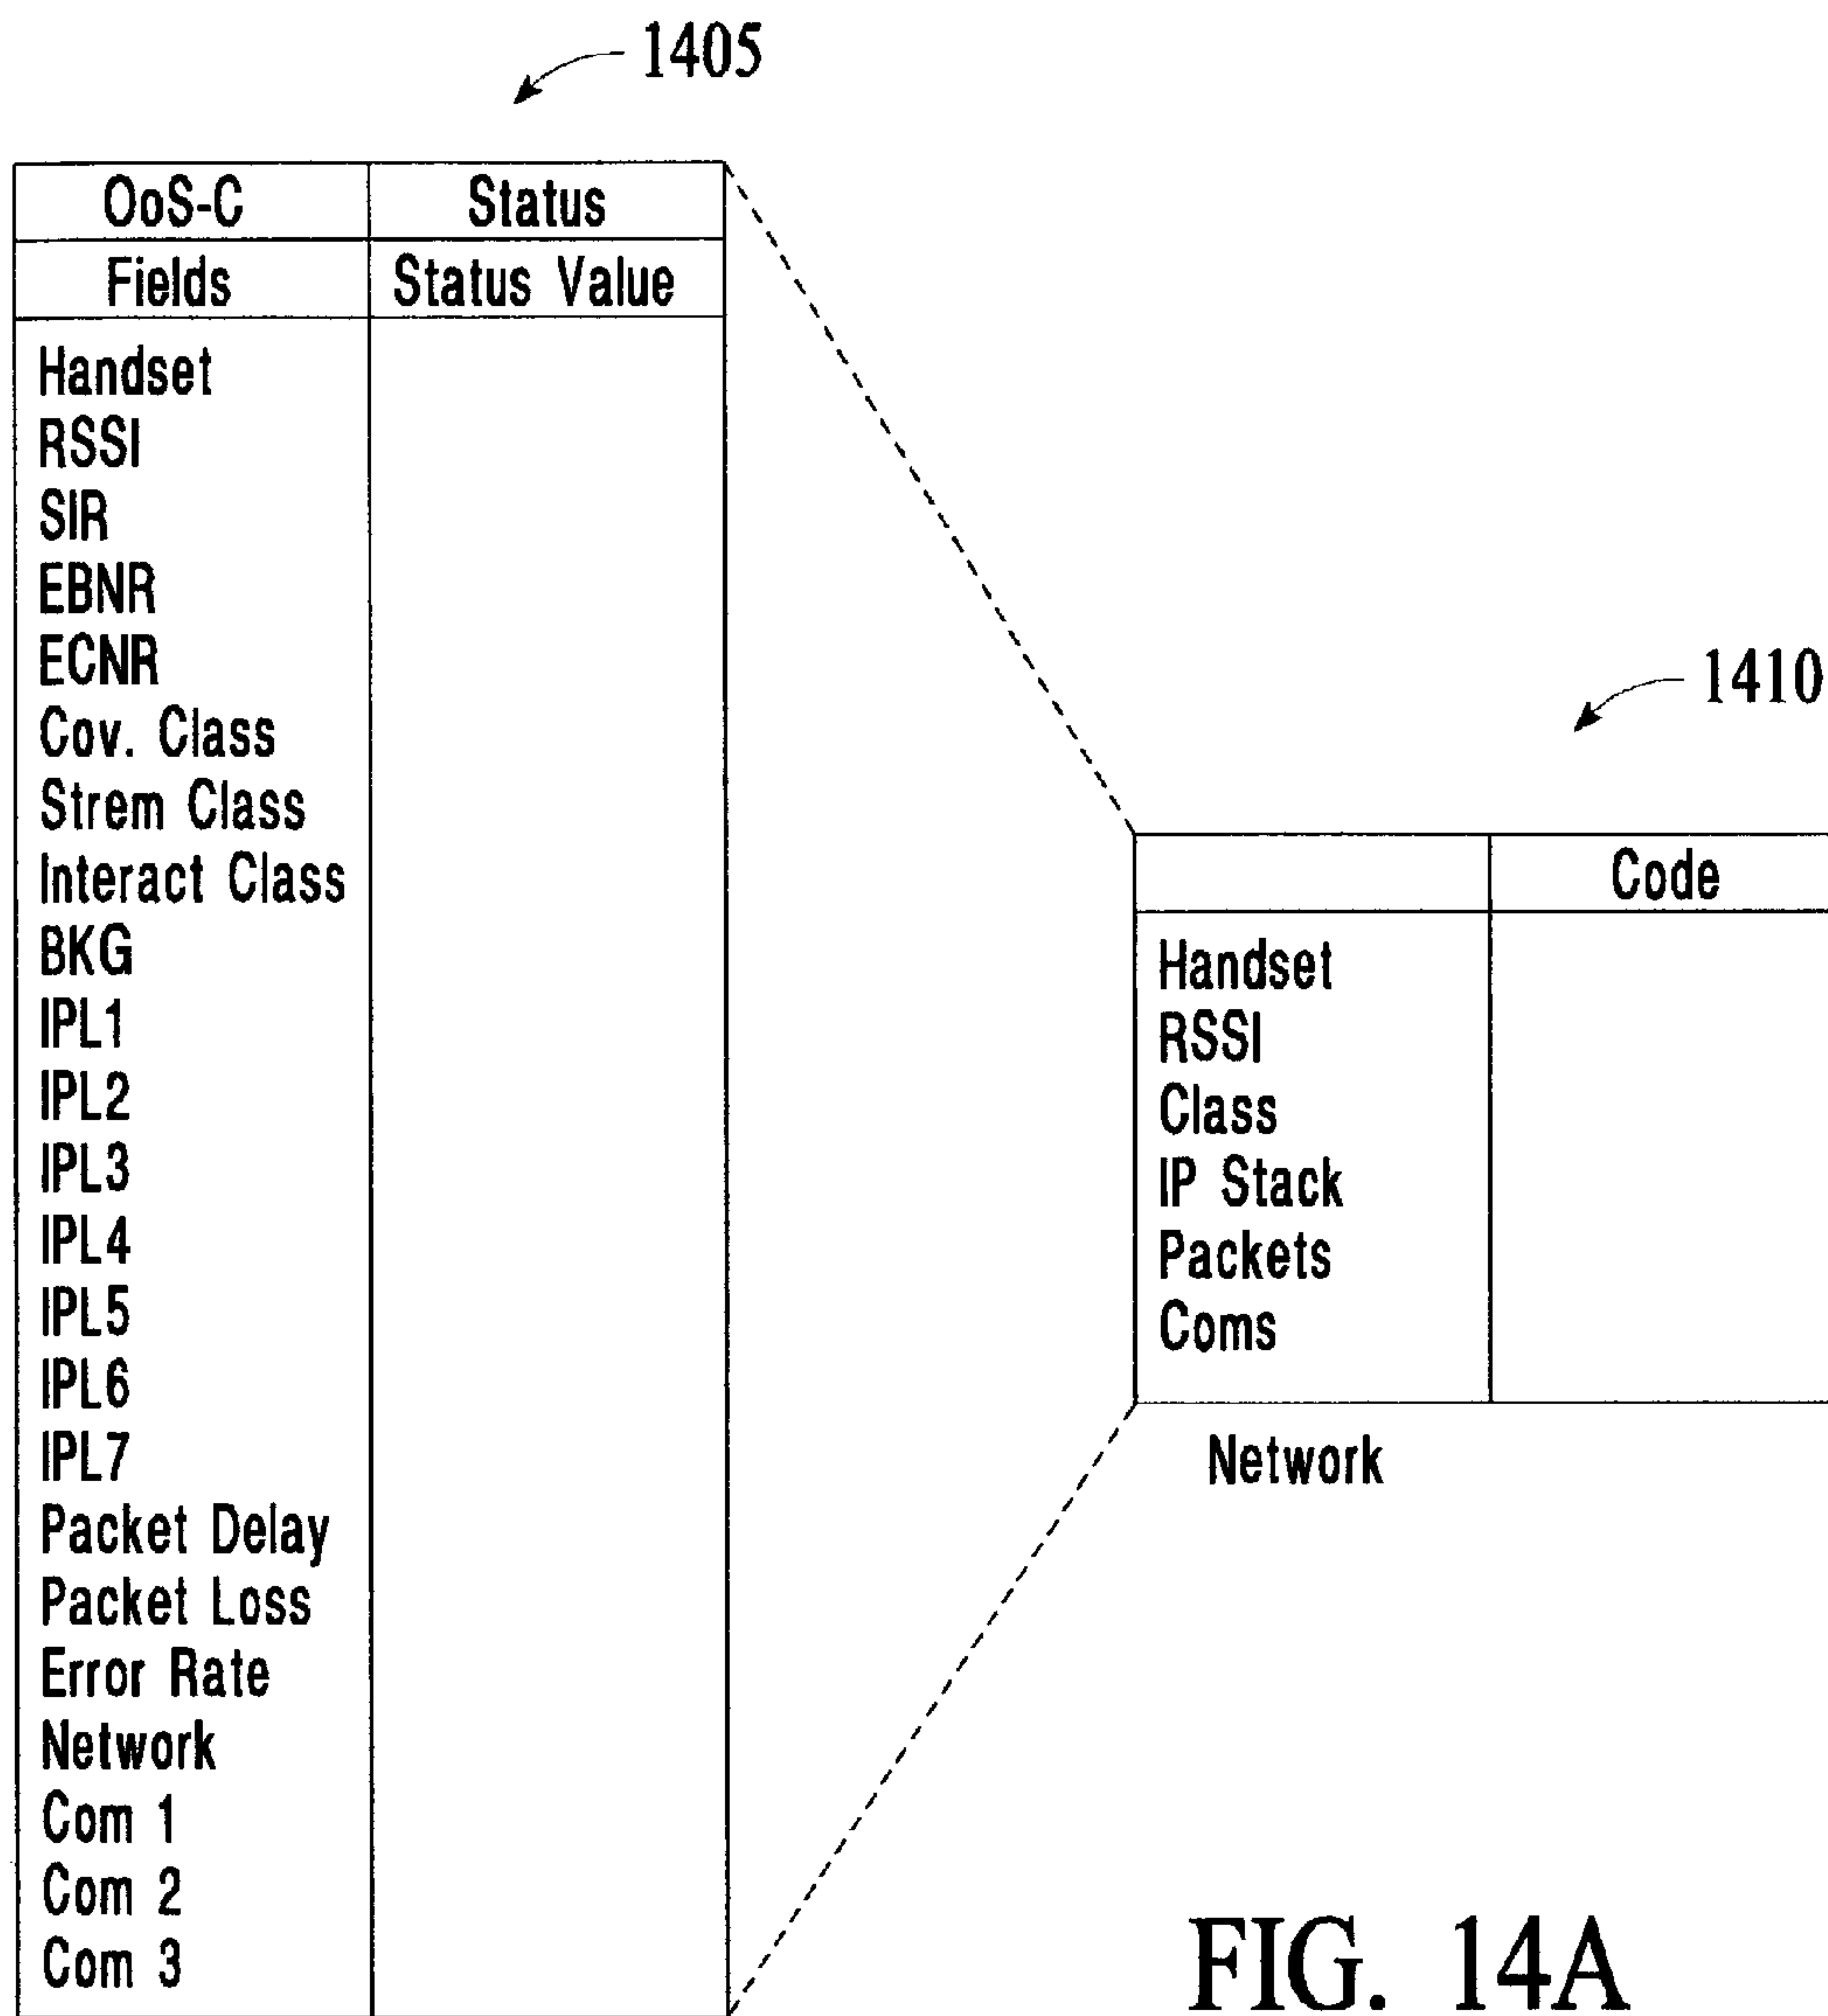 1405
OoS-C Status
Fields Status Value
Handset
RSSI
SIR
EBNR
ECNR
Cov. Class
Strem Class
Interact Class
BKG
IPL1
IPL2
IPL3
IPL4
IPL5
IPL6
IPL7
Packet Delay
Packet Loss
Error Rate
Network
Com 1
Com 2
Com 3
1410
Code
Handset
RSSI
Class
IP Stack
Packets
Coms
Network
FIG. 14A